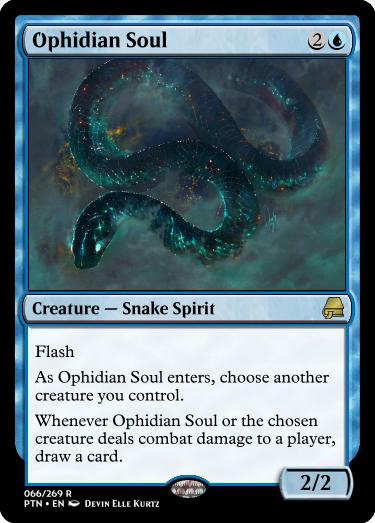 Ophidian Soul 2
Creature — Snake Spirit
Flash
As Ophidian Soul enters, choose another
creature you control.
Whenever Ophidian Soul or the chosen
creature deals combat damage to a player,
draw a card.
2/2
066/269 R
PTN • EN Devin Elle Kurtz